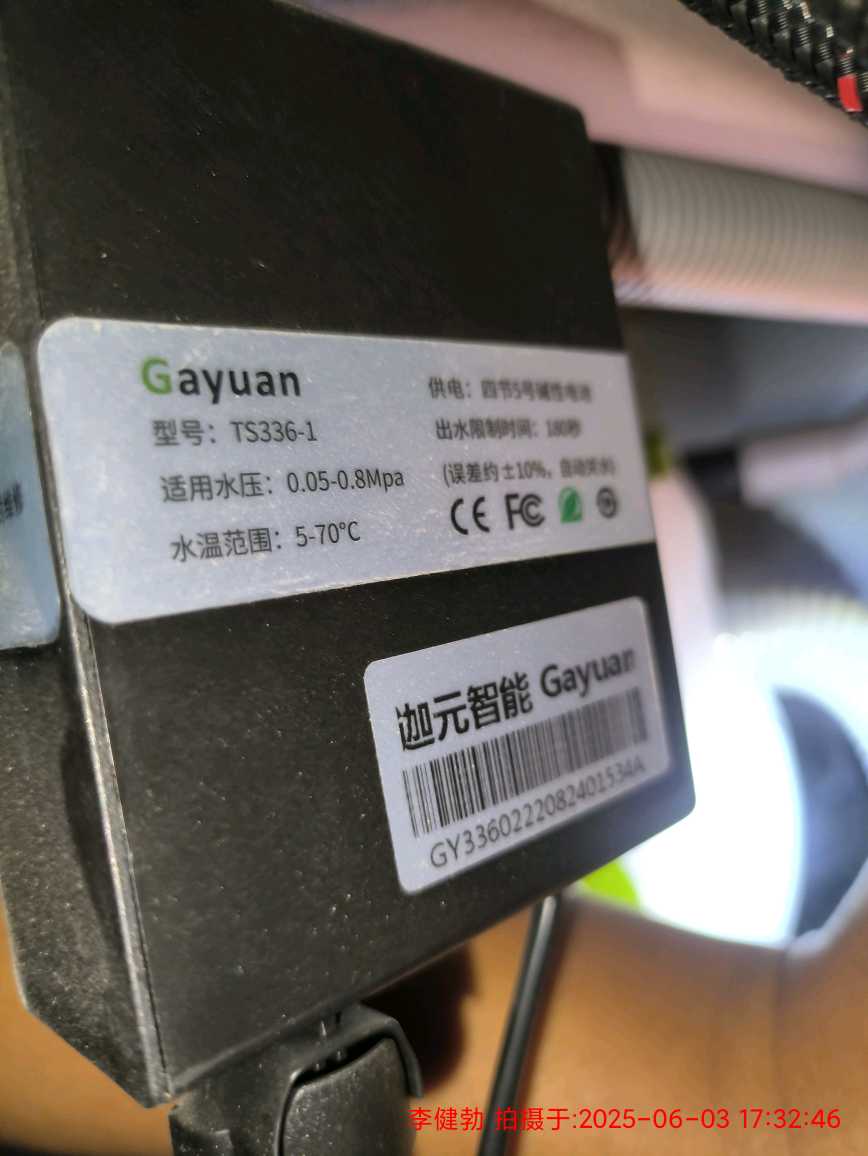 Gayuan
型号：TS336-1
适用水压：0.05-0.8Mpa
水温范围：5-70℃
供电：四节5号碱性电池
出水限制时间：180秒
(误差约±10%，自动关水)
CE FC
迦元智能 Gayuan
GY3360222082401534A
李健勃 拍摄于:2025-06-03 17:32:46